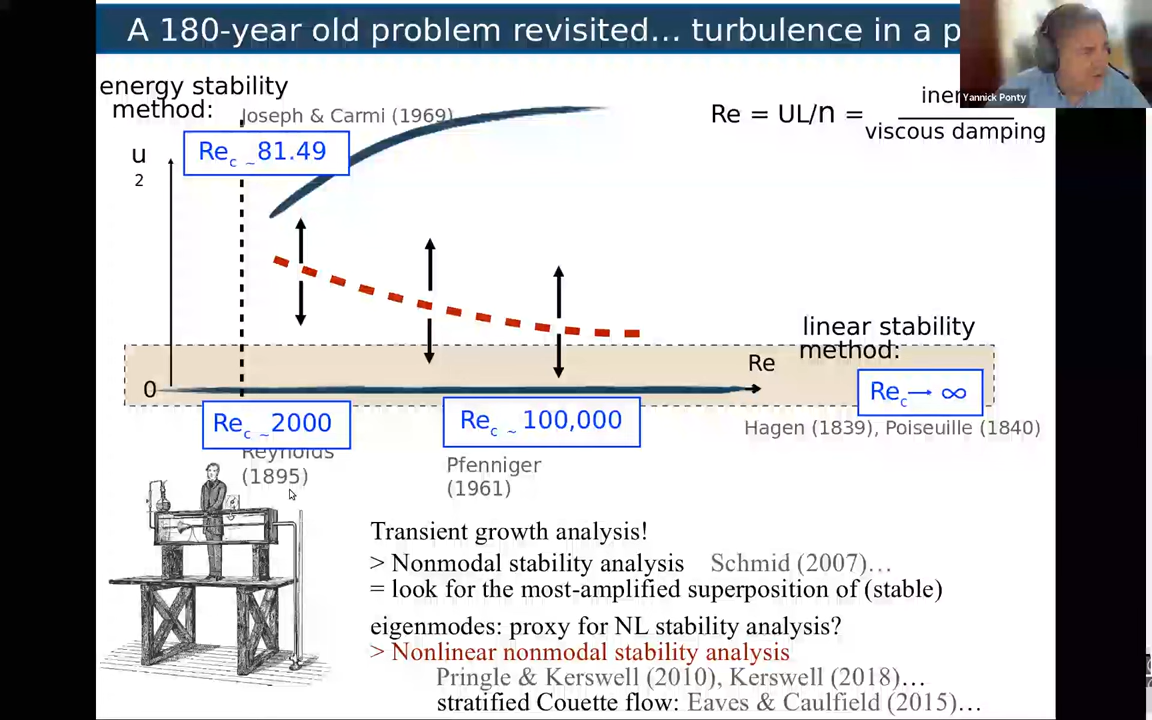 A 180-year old problem revisited... turbulence in a p
Yannick Ponty
energy stability
method:
Joseph & Carmi (1969)
Re = UL/n =
iner
viscous damping
Re c ~ 81.49
u
2
linear stability
method:
Re
0
Re c → ∞
Re c ~ 2000
Re c ~ 100,000
Hagen (1839), Poiseuille (1840)
Reynolds
(1895)
Pfenniger
(1961)
Transient growth analysis!
> Nonmodal stability analysis Schmid (2007)...
= look for the most-amplified superposition of (stable)
eigenmodes: proxy for NL stability analysis?
> Nonlinear nonmodal stability analysis
Pringle & Kerswell (2010), Kerswell (2018)...
stratified Couette flow: Eaves & Caulfield (2015)...